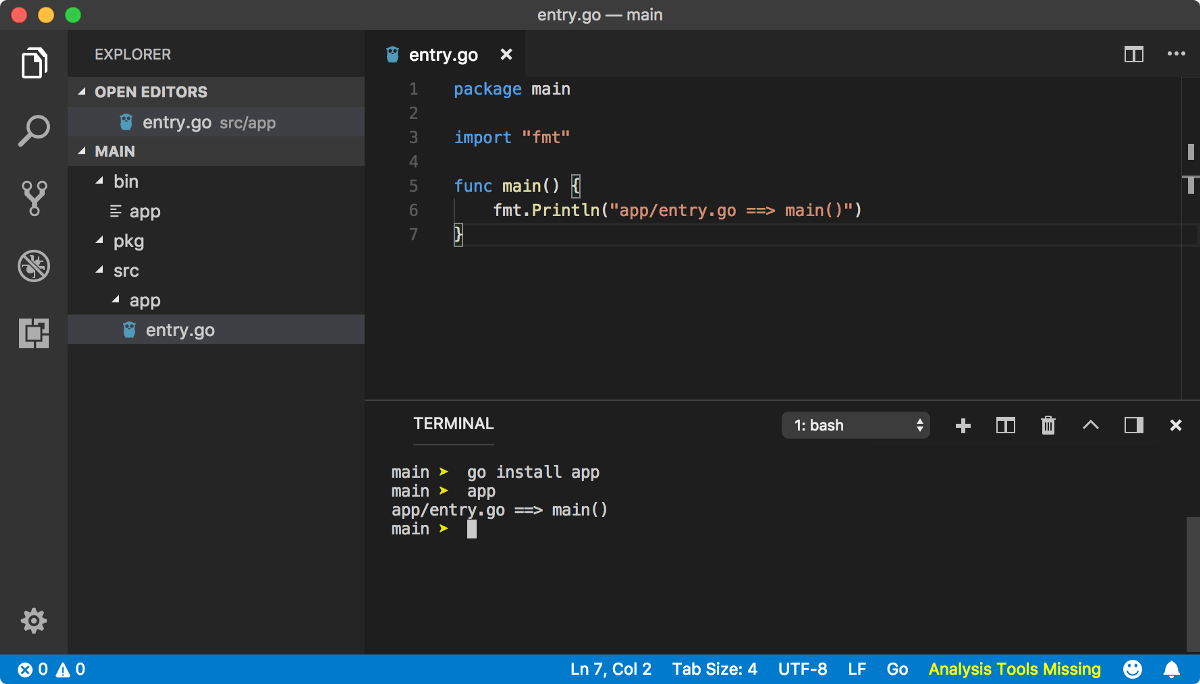 entry.go — main
EXPLORER
OPEN EDITORS
entry.go src/app
MAIN
bin
app
pkg
src
app
entry.go
entry.go
1 package main
2
3 import "fmt"
4
5 func main() {
6 fmt.Println("app/entry.go ==> main()")
7 }
TERMINAL
1: bash
main ➤ go install app
main ➤ app
app/entry.go ==> main()
main ➤
0 0 Ln 7, Col 2 Tab Size: 4 UTF-8 LF Go Analysis Tools Missing